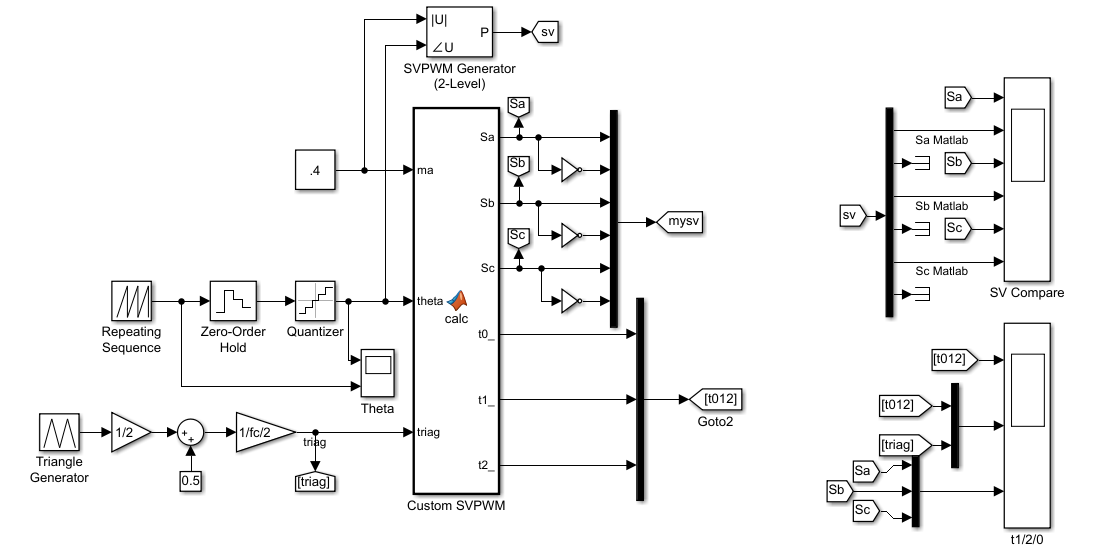 |U|
∠U
P
sv
SVPWM Generator
(2-Level)
Sa
Sa
.4
ma
Sb
Sb
mysv
Sc
Sc
theta
calc
Repeating
Sequence
Zero-Order
Hold
Quantizer
t0_
Theta
t1_
[t012]
Goto2
Triangle
Generator
1/2
+
+
0.5
1/fc/2
triag
[triag]
triag
t2_
Custom SVPWM
Sa
Sa Matlab
Sb
Sb Matlab
sv
Sc
Sc Matlab
SV Compare
[t012]
[t012]
[triag]
Sa
Sb
Sc
t1/2/0